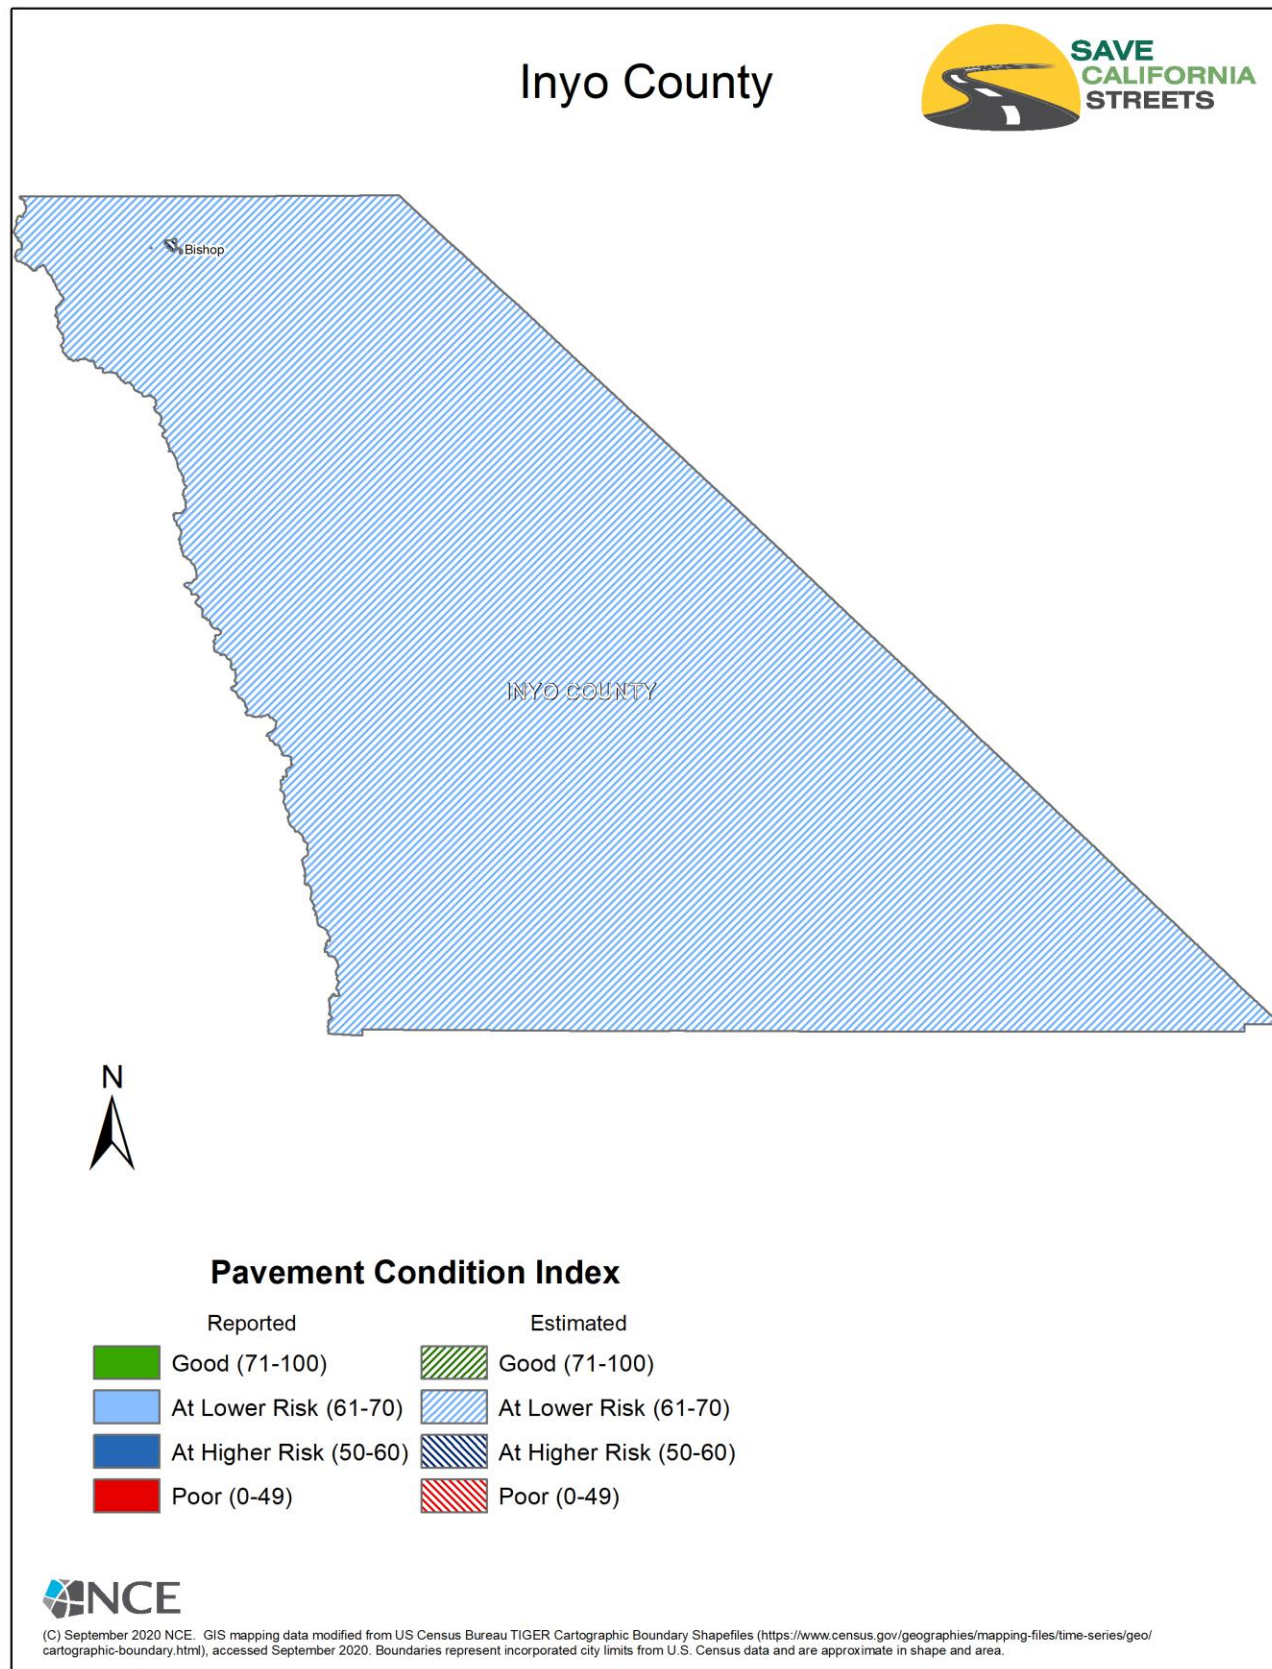 Inyo County
SAVE
CALIFORNIA
STREETS
Bishop
INYO COUNTY
N
Pavement Condition Index
Reported
Estimated
Good (71-100)
Good (71-100)
At Lower Risk (61-70)
At Lower Risk (61-70)
At Higher Risk (50-60)
At Higher Risk (50-60)
Poor (0-49)
Poor (0-49)
NCE
(C) September 2020 NCE.  GIS mapping data modified from US Census Bureau TIGER Cartographic Boundary Shapefiles (https://www.census.gov/geographies/mapping-files/time-series/geo/
cartographic-boundary.html), accessed September 2020. Boundaries represent incorporated city limits from U.S. Census data and are approximate in shape and area.